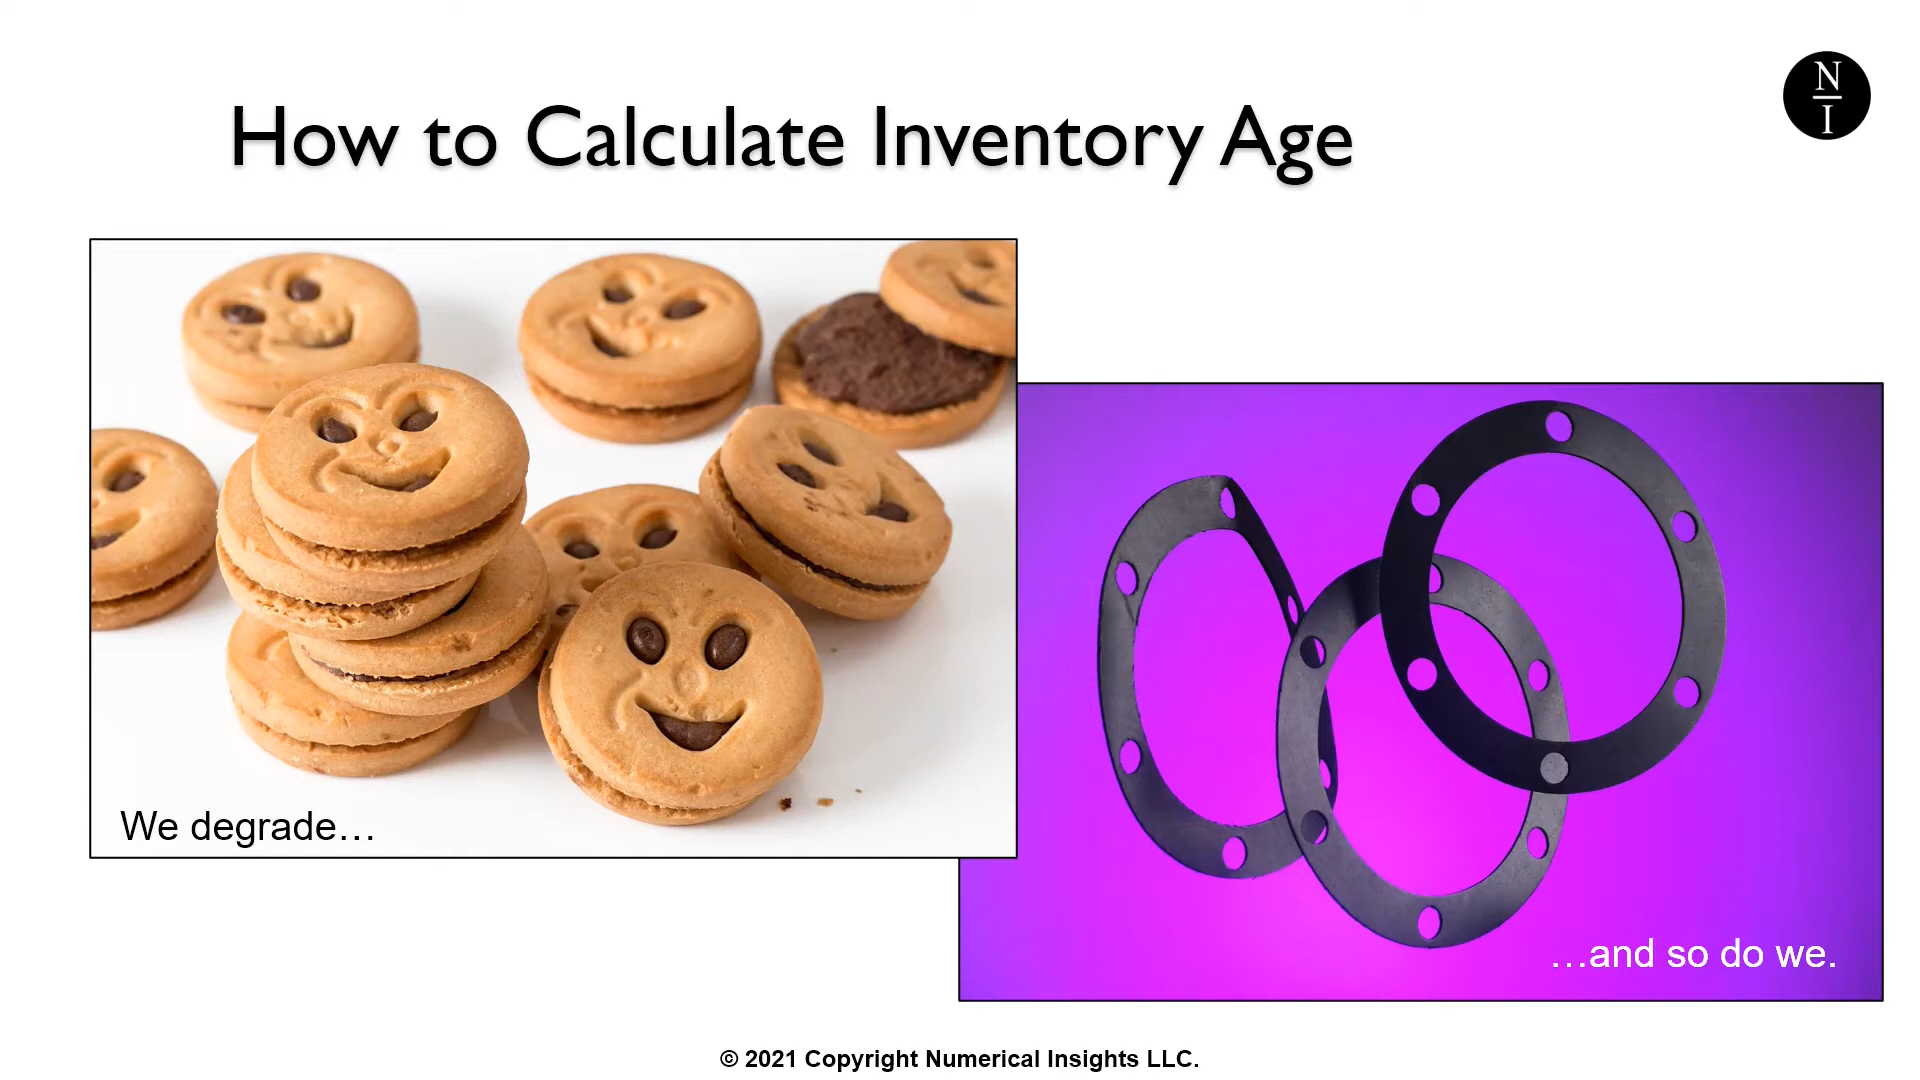 N
I
How to Calculate Inventory Age
We degrade…
…and so do we.
© 2021 Copyright Numerical Insights LLC.